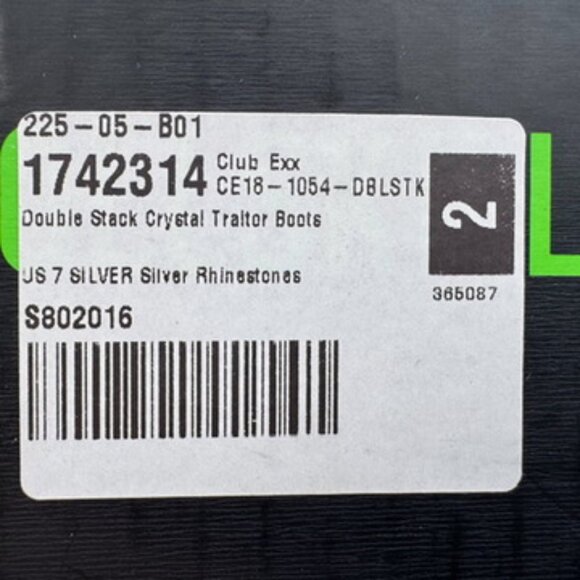 225-05-B01
1742314 Club Exx
CE18-1054-DBLSTK
Double Stack Crystal Traitor Boots
2
US 7 SILVER Silver Rhinestones
365087
S802016
L